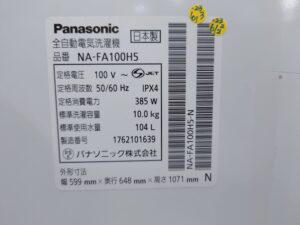 Panasonic
日本製
全自動電気洗濯機
品番 NA-FA100H5
定格電圧 100 V~ JET
定格周波数 50/60 Hz IPX4
定格消費電力 385 W
標準洗濯容量 10.0 kg
標準使用水量 104 L
製造番号 1762101639
パナソニック株式会社
外形寸法
幅 599 mm×奥行 648 mm×高さ 1071 mm N
NA-FA100H5-N